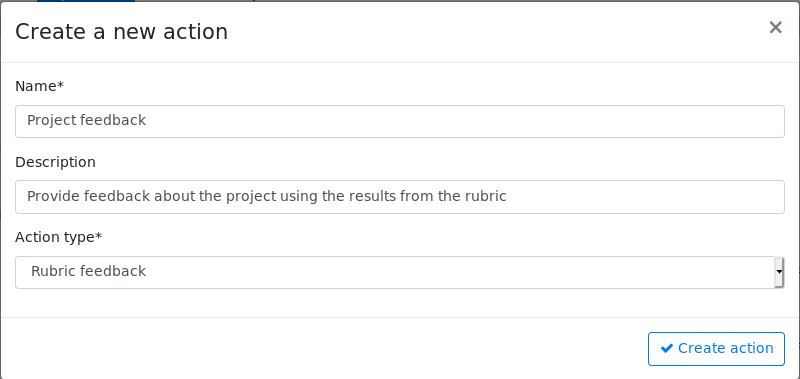 Create a new action
×
Name*
Project feedback
Description
Provide feedback about the project using the results from the rubric
Action type*
Rubric feedback
Create action